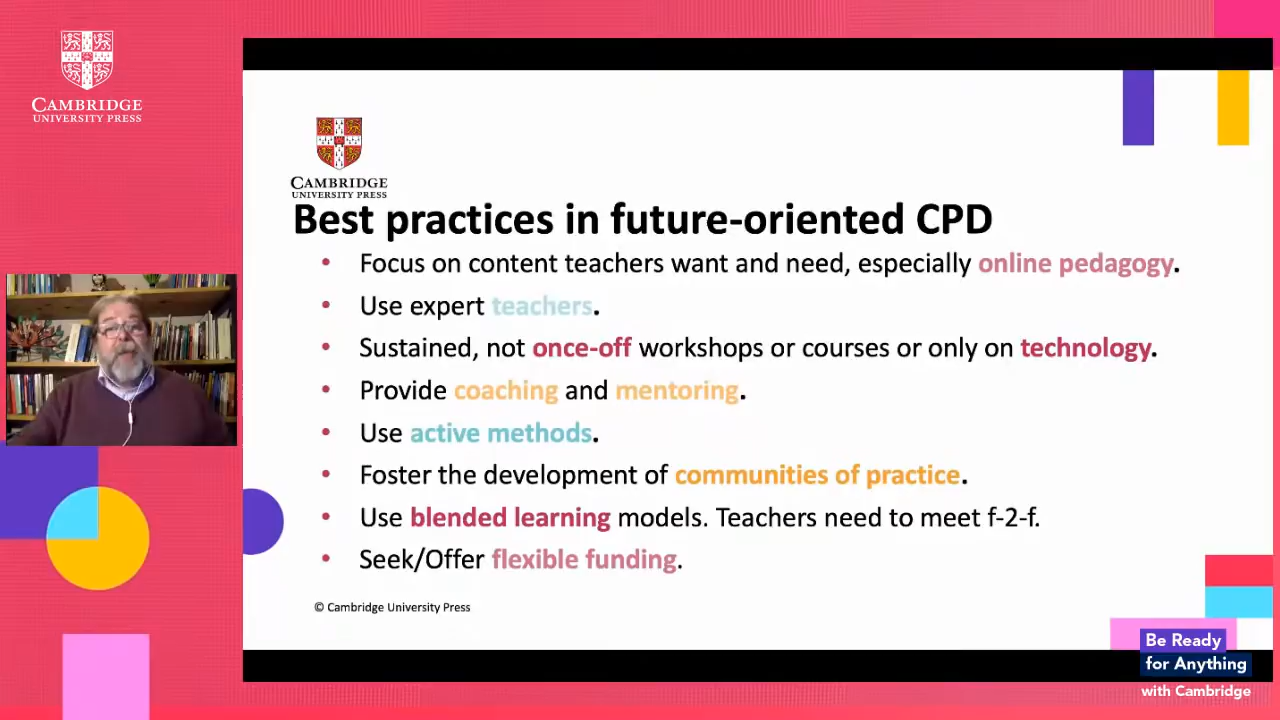 CAMBRIDGE
UNIVERSITY PRESS
CAMBRIDGE
UNIVERSITY PRESS
Best practices in future-oriented CPD
• Focus on content teachers want and need, especially online pedagogy.
• Use expert teachers.
• Sustained, not once-off workshops or courses or only on technology.
• Provide coaching and mentoring.
• Use active methods.
• Foster the development of communities of practice.
• Use blended learning models. Teachers need to meet f-2-f.
• Seek/Offer flexible funding.
© Cambridge University Press
Be Ready
for Anything
with Cambridge